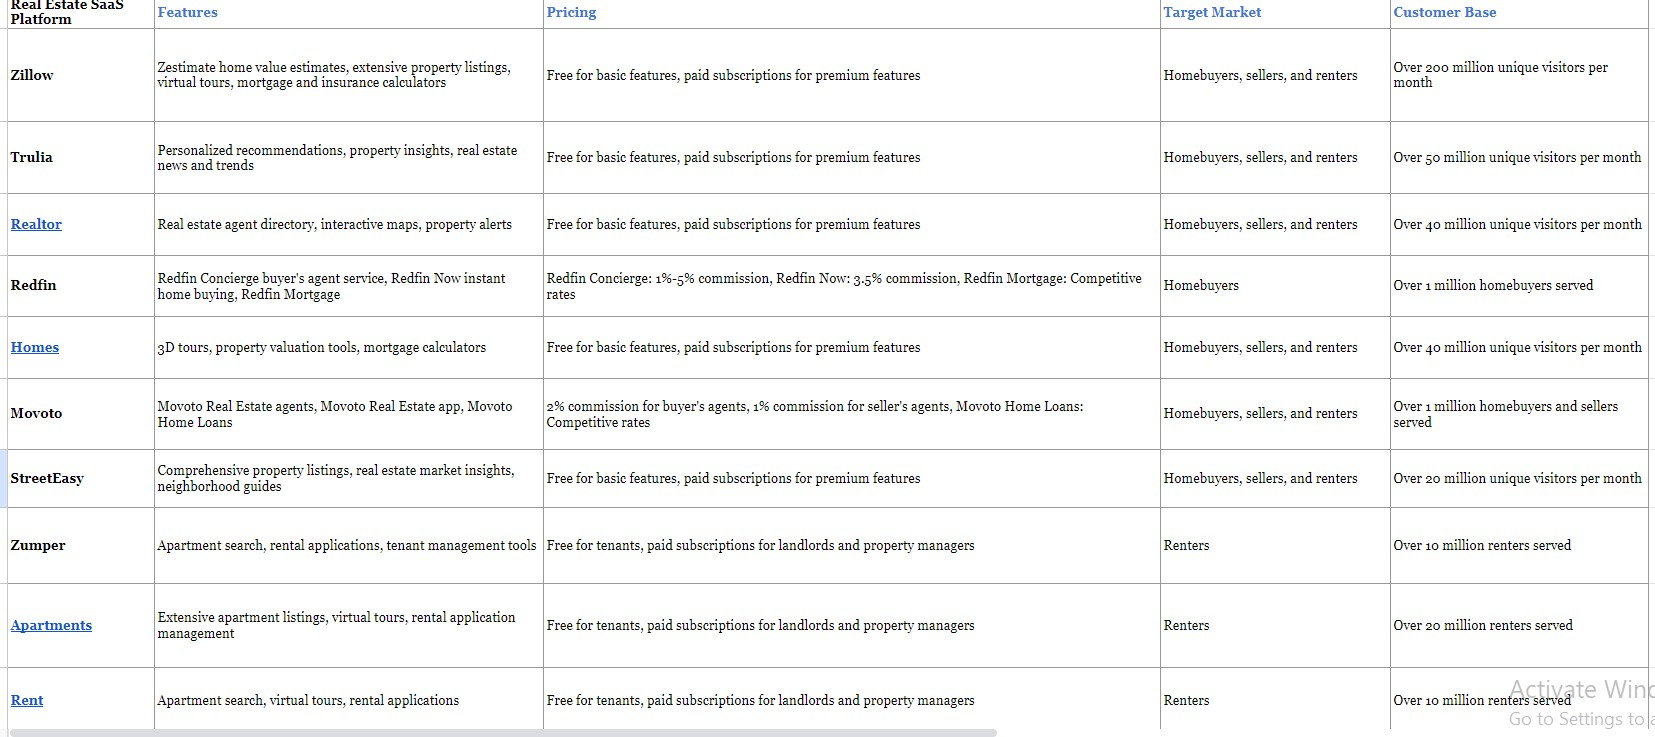 Real Estate SaaS
Platform
Features
Pricing
Target Market
Customer Base
Zillow
Zestimate home value estimates, extensive property listings,
virtual tours, mortgage and insurance calculators
Free for basic features, paid subscriptions for premium features
Homebuyers, sellers, and renters
Over 200 million unique visitors per
month
Trulia
Personalized recommendations, property insights, real estate
news and trends
Free for basic features, paid subscriptions for premium features
Homebuyers, sellers, and renters
Over 50 million unique visitors per month
Realtor
Real estate agent directory, interactive maps, property alerts
Free for basic features, paid subscriptions for premium features
Homebuyers, sellers, and renters
Over 40 million unique visitors per month
Redfin
Redfin Concierge buyer's agent service, Redfin Now instant
home buying, Redfin Mortgage
Redfin Concierge: 1%-5% commission, Redfin Now: 3.5% commission, Redfin Mortgage: Competitive
rates
Homebuyers
Over 1 million homebuyers served
Homes
3D tours, property valuation tools, mortgage calculators
Free for basic features, paid subscriptions for premium features
Homebuyers, sellers, and renters
Over 40 million unique visitors per month
Movoto
Movoto Real Estate agents, Movoto Real Estate app, Movoto
Home Loans
2% commission for buyer's agents, 1% commission for seller's agents, Movoto Home Loans:
Competitive rates
Homebuyers, sellers, and renters
Over 1 million homebuyers and sellers
served
StreetEasy
Comprehensive property listings, real estate market insights,
neighborhood guides
Free for basic features, paid subscriptions for premium features
Homebuyers, sellers, and renters
Over 20 million unique visitors per month
Zumper
Apartment search, rental applications, tenant management tools
Free for tenants, paid subscriptions for landlords and property managers
Renters
Over 10 million renters served
Apartments
Extensive apartment listings, virtual tours, rental application
management
Free for tenants, paid subscriptions for landlords and property managers
Renters
Over 20 million renters served
Rent
Apartment search, virtual tours, rental applications
Free for tenants, paid subscriptions for landlords and property managers
Renters
Over 10 million renters served
Activate Wind
Go to Settings to a